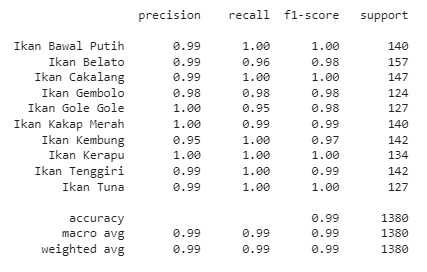 precision recall f1-score support
Ikan Bawal Putih 0.99 1.00 1.00 140
Ikan Belato 0.99 0.96 0.98 157
Ikan Cakalang 0.99 1.00 1.00 147
Ikan Gembolo 0.98 0.98 0.98 124
Ikan Gole Gole 1.00 0.95 0.98 127
Ikan Kakap Merah 1.00 0.99 0.99 140
Ikan Kembung 0.95 1.00 0.97 142
Ikan Kerapu 1.00 1.00 1.00 134
Ikan Tenggiri 0.99 1.00 0.99 142
Ikan Tuna 0.99 1.00 1.00 127
accuracy 0.99 1380
macro avg 0.99 0.99 0.99 1380
weighted avg 0.99 0.99 0.99 1380